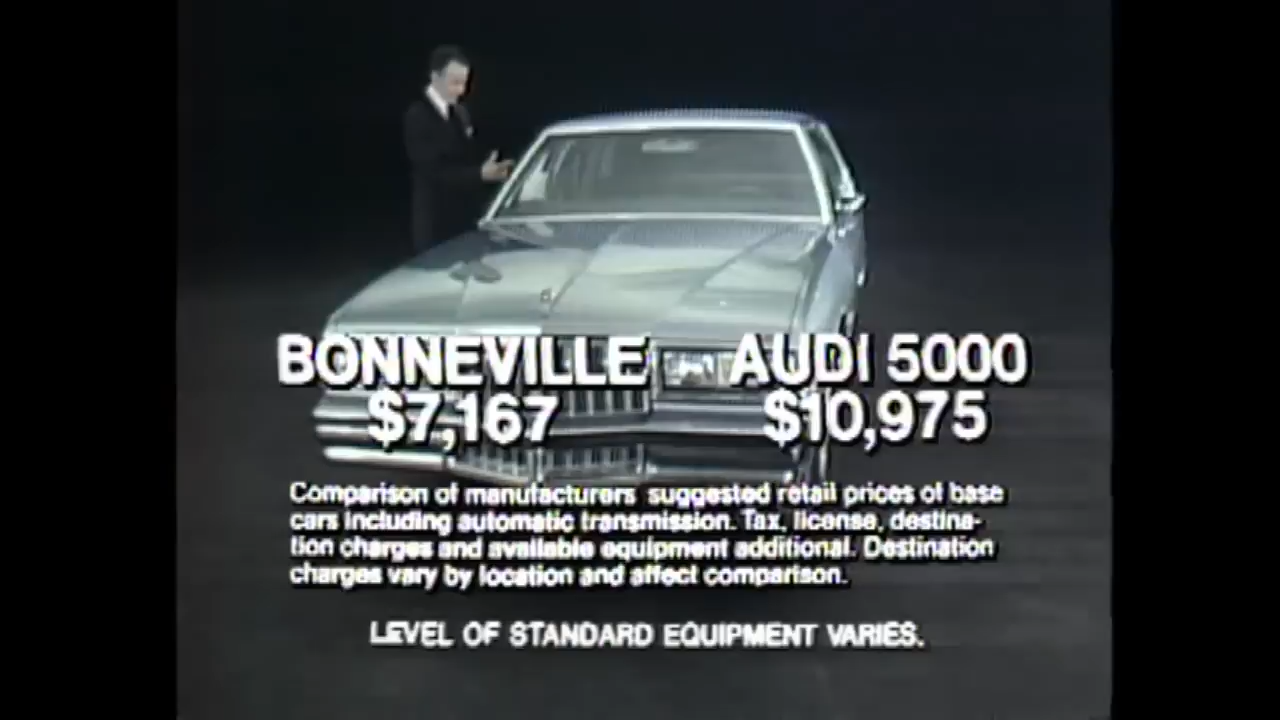 BONNEVILLE AUDI 5000
$7,167 $10,975
Comparison of manufacturers suggested retail prices of base
cars including automatic transmission. Tax, license, destina-
tion charges and available equipment additional. Destination
charges vary by location and affect comparison.
LEVEL OF STANDARD EQUIPMENT VARIES.